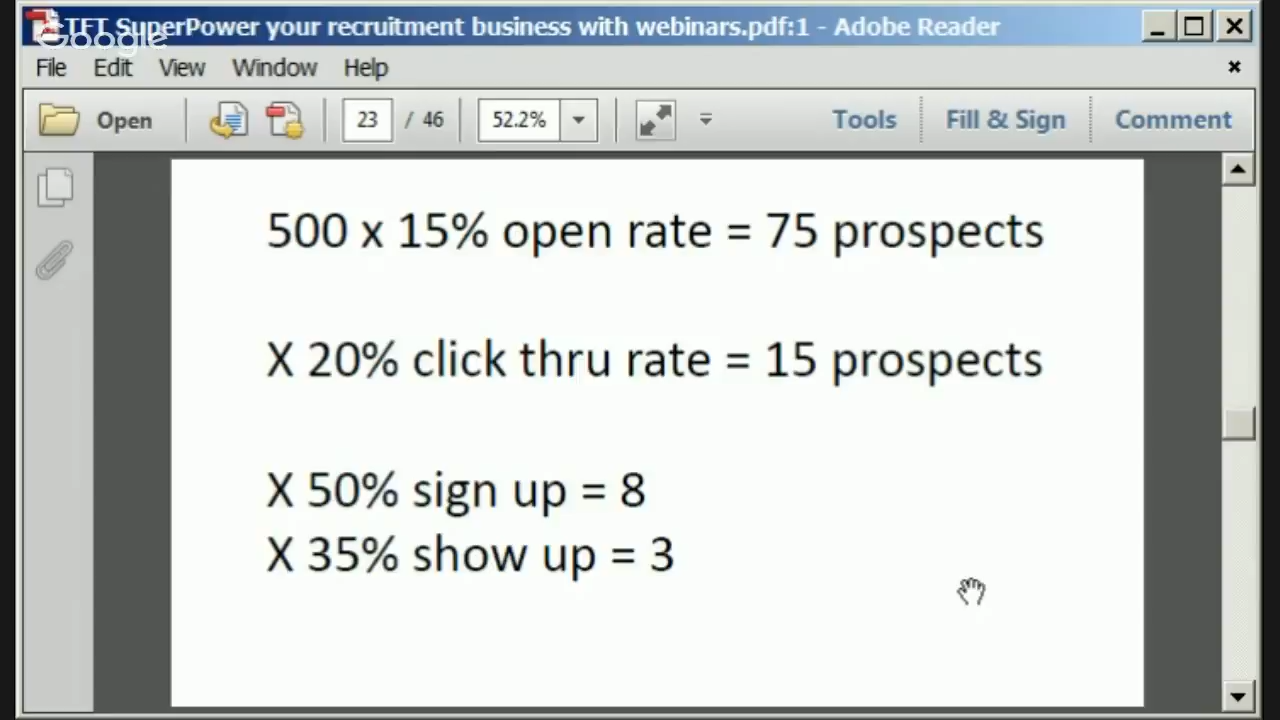 TFT SuperPower your recruitment business with webinars.pdf:1 - Adobe Reader
Google
File Edit View Window Help
Open 23 / 46 52.2% Tools Fill & Sign Comment
500 x 15% open rate = 75 prospects
X 20% click thru rate = 15 prospects
X 50% sign up = 8
X 35% show up = 3